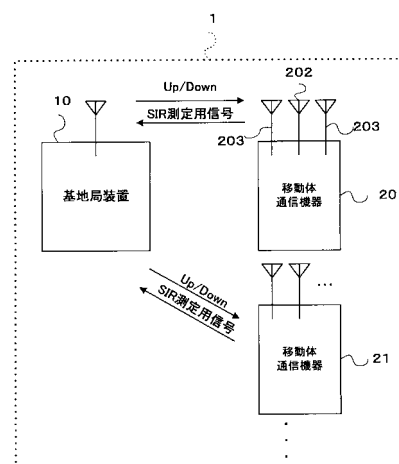 1
10
Up/Down
SIR測定用信号
202
203
203
基地局装置
移動体
通信機器
20
Up/Down
SIR測定用信号
...
移動体
通信機器
21